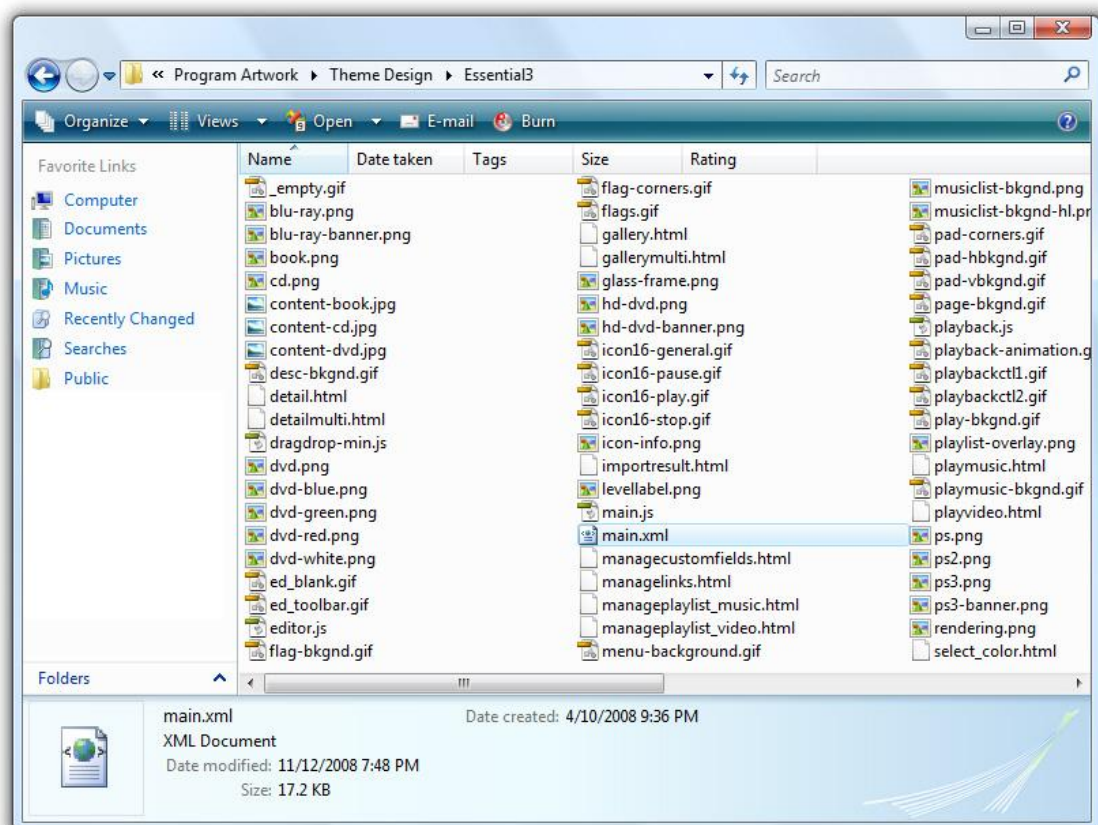 « Program Artwork Theme Design Essential3 Search
Organize Views Open E-mail Burn
Favorite Links
Computer
Documents
Pictures
Music
Recently Changed
Searches
Public
Folders
Name Date taken Tags Size Rating
_empty.gif
blu-ray.png
blu-ray-banner.png
book.png
cd.png
content-book.jpg
content-cd.jpg
content-dvd.jpg
desc-bkgnd.gif
detail.html
detailmulti.html
dragdrop-min.js
dvd.png
dvd-blue.png
dvd-green.png
dvd-red.png
dvd-white.png
ed_blank.gif
ed_toolbar.gif
editor.js
flag-bkgnd.gif
flag-corners.gif
flags.gif
gallery.html
gallerymulti.html
glass-frame.png
hd-dvd.png
hd-dvd-banner.png
icon16-general.gif
icon16-pause.gif
icon16-play.gif
icon16-stop.gif
icon-info.png
importresult.html
levellabel.png
main.js
main.xml
managecustomfields.html
managelinks.html
manageplaylist_music.html
manageplaylist_video.html
menu-background.gif
musiclist-bkgnd.png
musiclist-bkgnd-hl.pr
pad-corners.gif
pad-hbkgnd.gif
pad-vbkgnd.gif
page-bkgnd.gif
playback.js
playback-animation.g
playbackctl1.gif
playbackctl2.gif
play-bkgnd.gif
playlist-overlay.png
playmusic.html
playmusic-bkgnd.gif
playvideo.html
ps.png
ps2.png
ps3.png
ps3-banner.png
rendering.png
select_color.html
main.xml Date created: 4/10/2008 9:36 PM
XML Document
Date modified: 11/12/2008 7:48 PM
Size: 17.2 KB